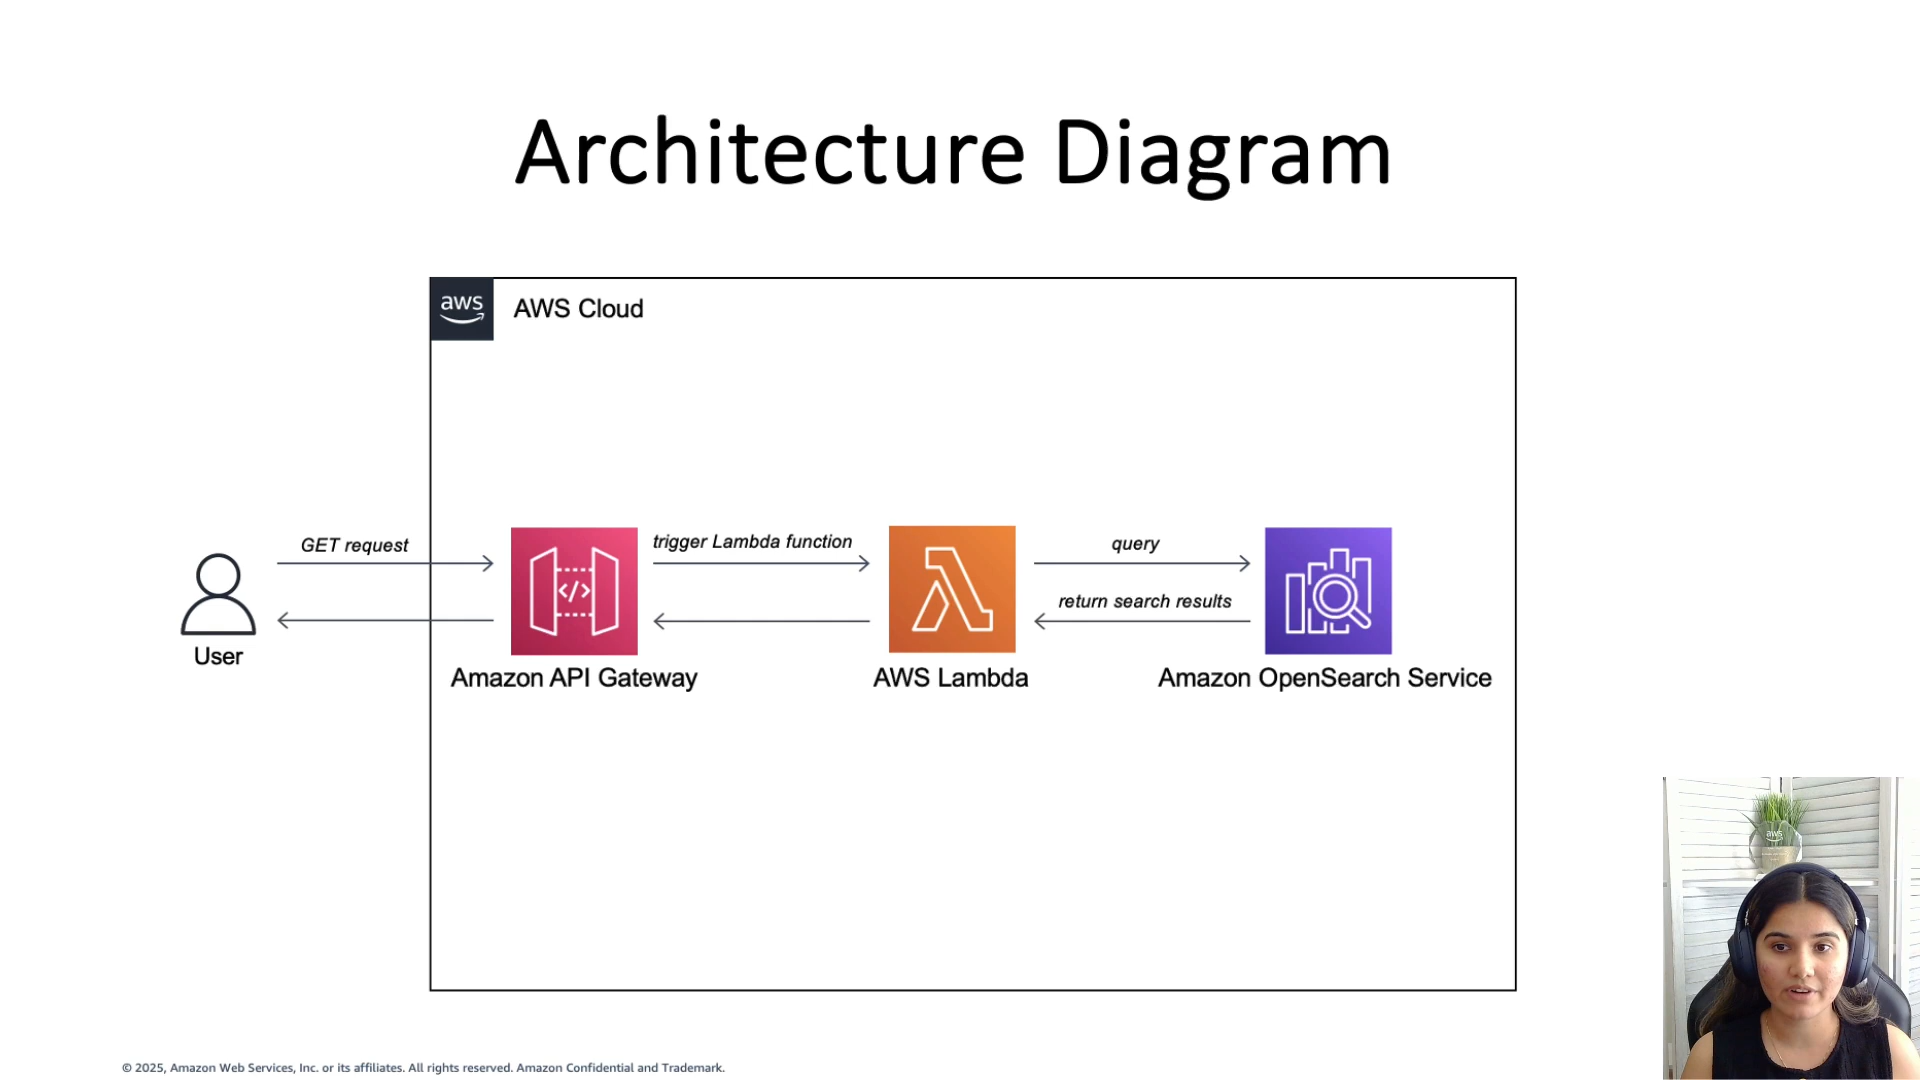 Architecture Diagram
aws
AWS Cloud
GET request
trigger Lambda function
query
return search results
User
Amazon API Gateway
AWS Lambda
Amazon OpenSearch Service
aws
© 2025, Amazon Web Services, Inc. or its affiliates. All rights reserved. Amazon Confidential and Trademark.